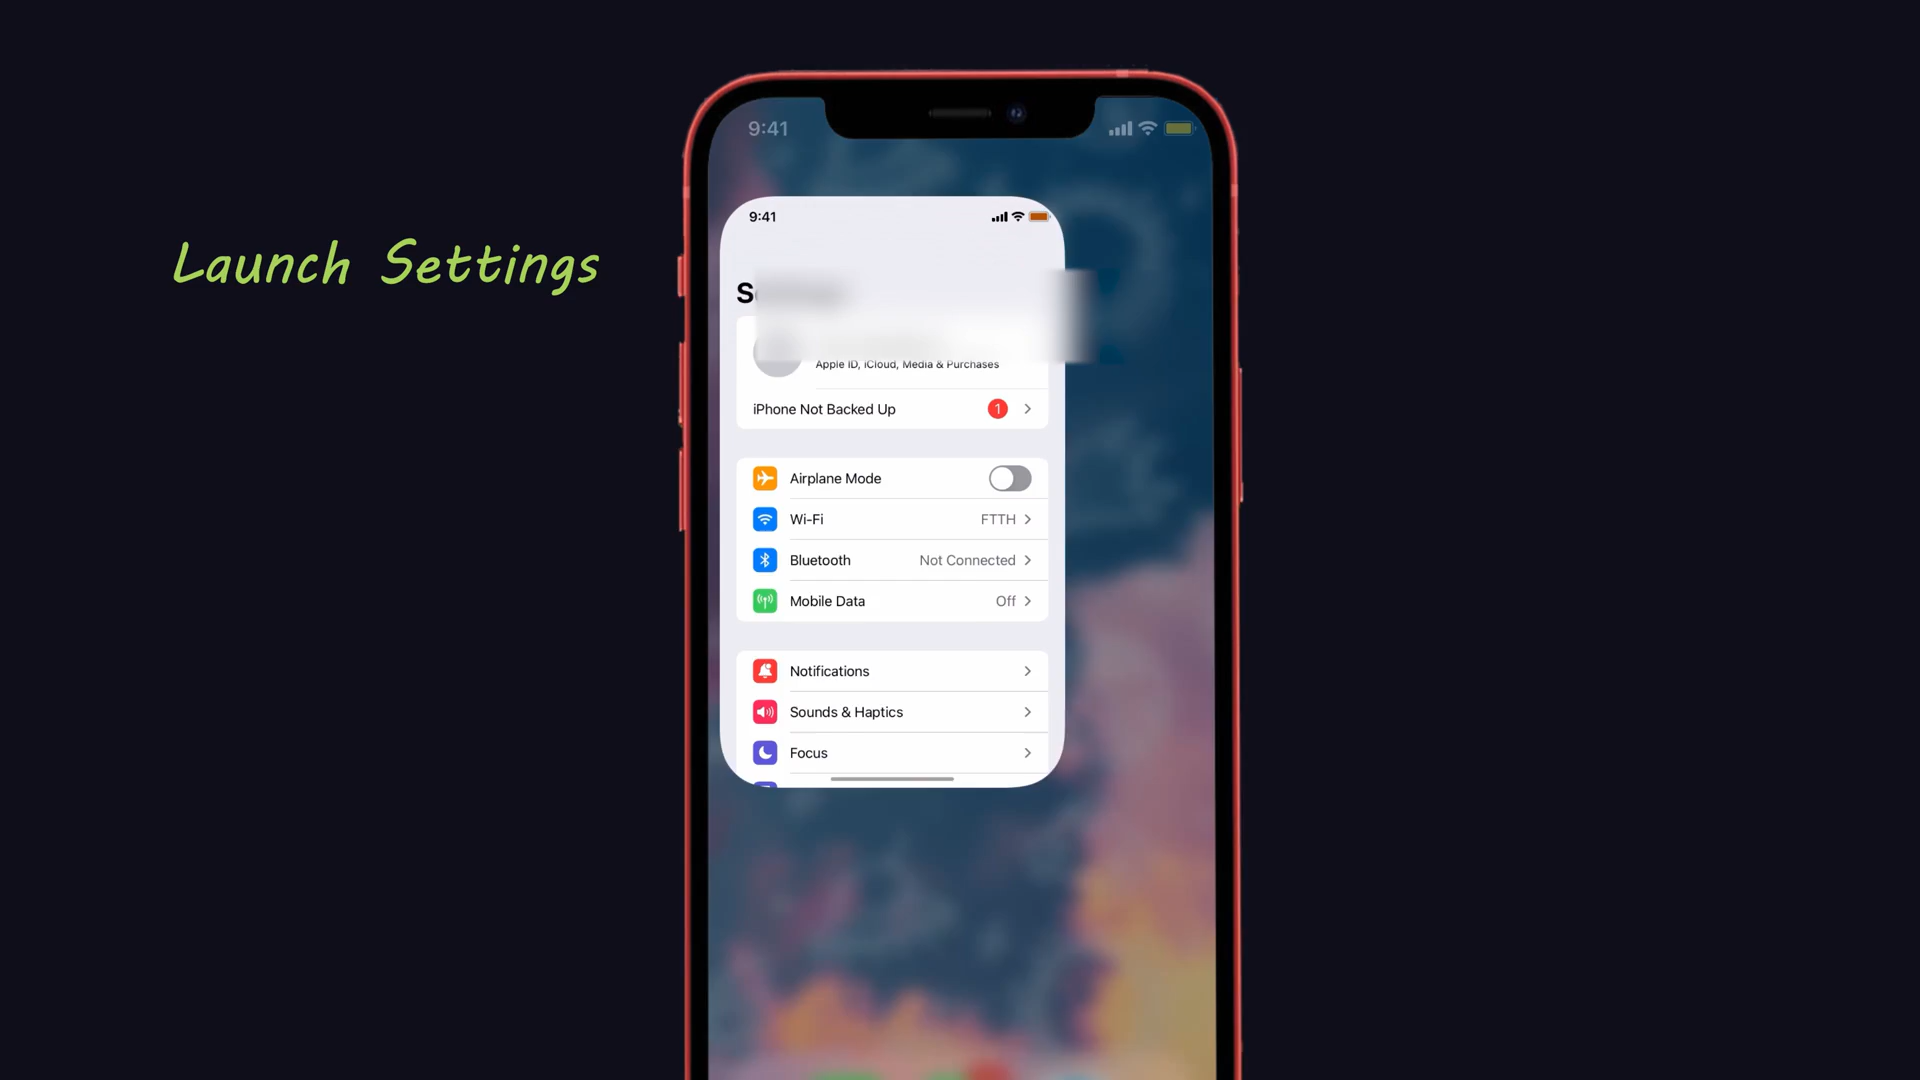 Launch Settings
9:41
9:41
Apple ID, iCloud, Media & Purchases
iPhone Not Backed Up 1
Airplane Mode
Wi-Fi FTTH
Bluetooth Not Connected
Mobile Data Off
Notifications
Sounds & Haptics
Focus